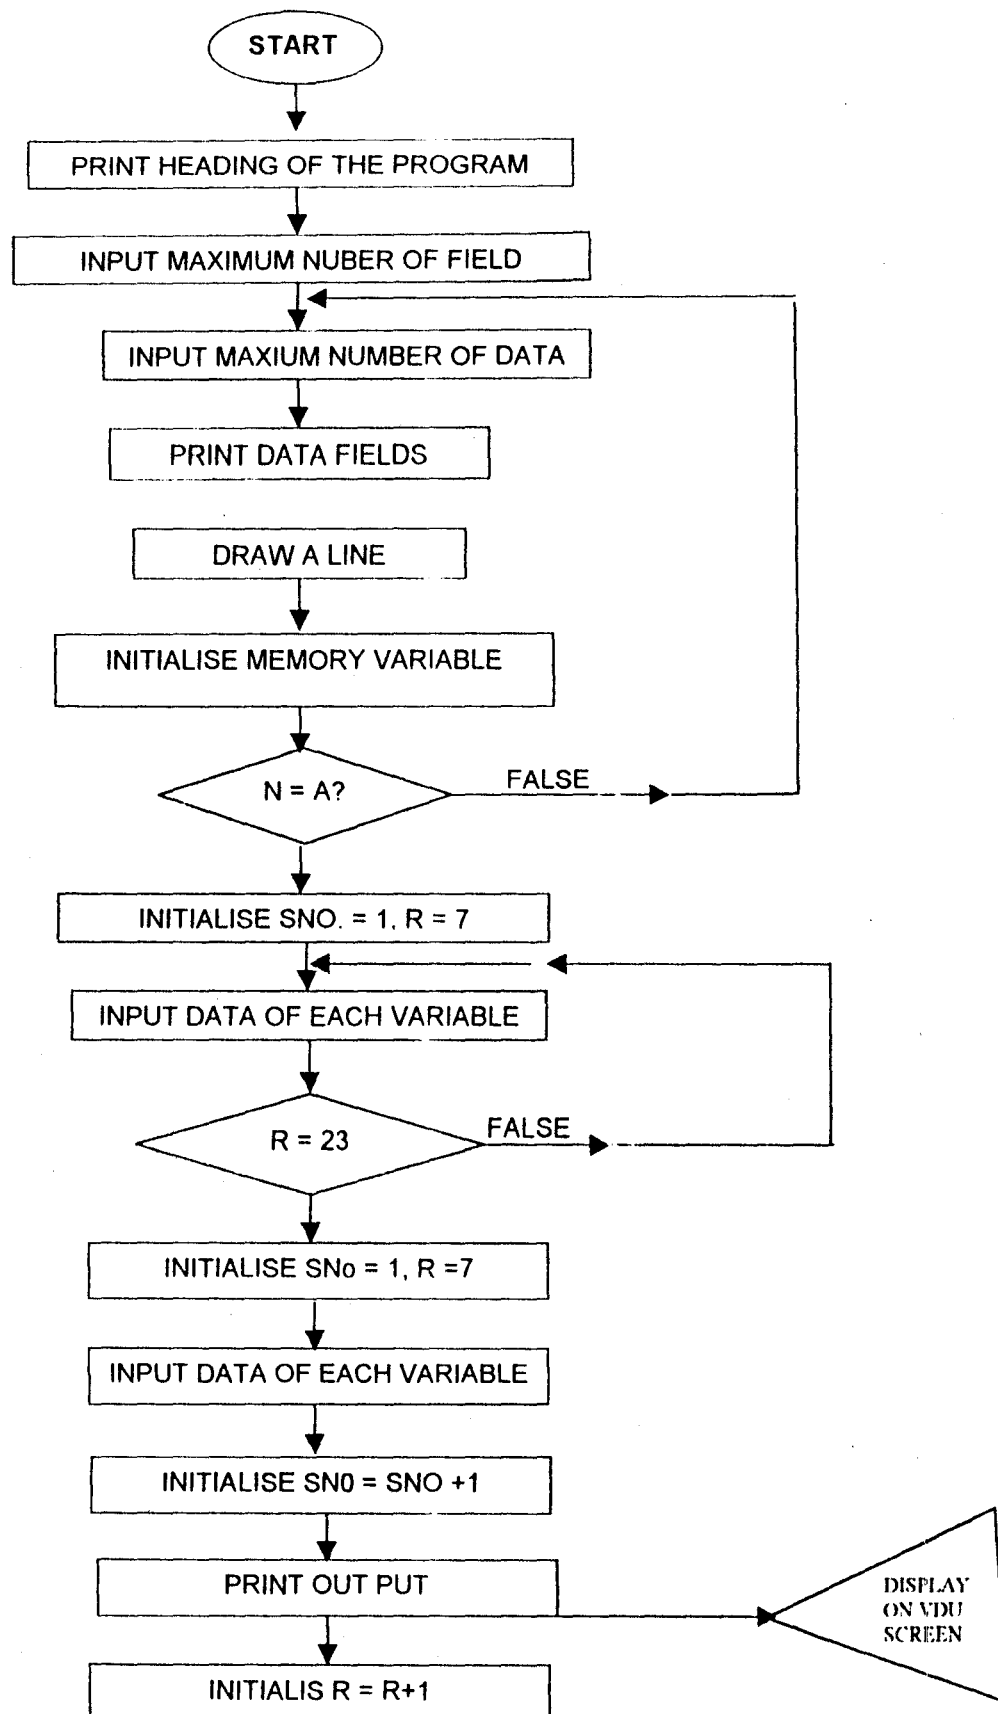 START
PRINT HEADING OF THE PROGRAM
INPUT MAXIMUM NUBER OF FIELD
INPUT MAXIUM NUMBER OF DATA
PRINT DATA FIELDS
DRAW A LINE
INITIALISE MEMORY VARIABLE
N = A?
FALSE
INITIALISE SNO. = 1, R = 7
INPUT DATA OF EACH VARIABLE
R = 23
FALSE
INITIALISE SNo = 1, R =7
INPUT DATA OF EACH VARIABLE
INITIALISE SN0 = SNO +1
PRINT OUT PUT
DISPLAY
ON VDU
SCREEN
INITIALIS R = R+1